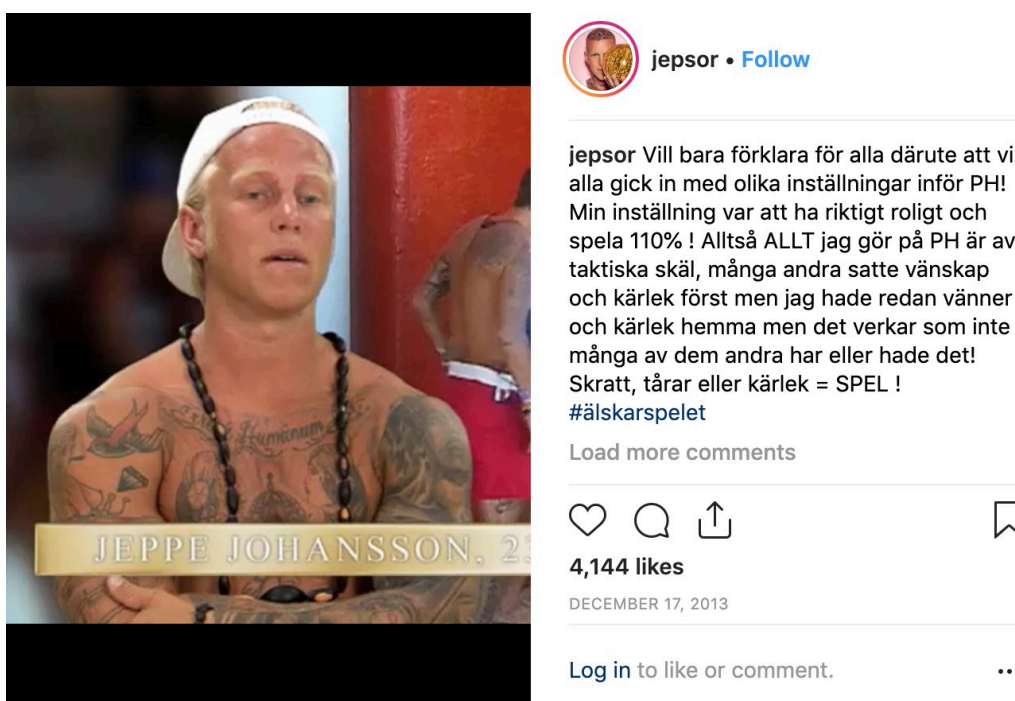 jepsor • Follow
jepsor Vill bara förklara för alla därute att vi
alla gick in med olika inställningar inför PH!
Min inställning var att ha riktigt roligt och
spela 110% ! Alltså ALLT jag gör på PH är av
taktiska skäl, många andra satte vänskap
och kärlek först men jag hade redan vänner
och kärlek hemma men det verkar som inte
många av dem andra har eller hade det!
Skratt, tårar eller kärlek = SPEL !
#älskarspelet
Load more comments
4,144 likes
DECEMBER 17, 2013
Log in to like or comment.
JEPPE JOHANSSON,
Humanum